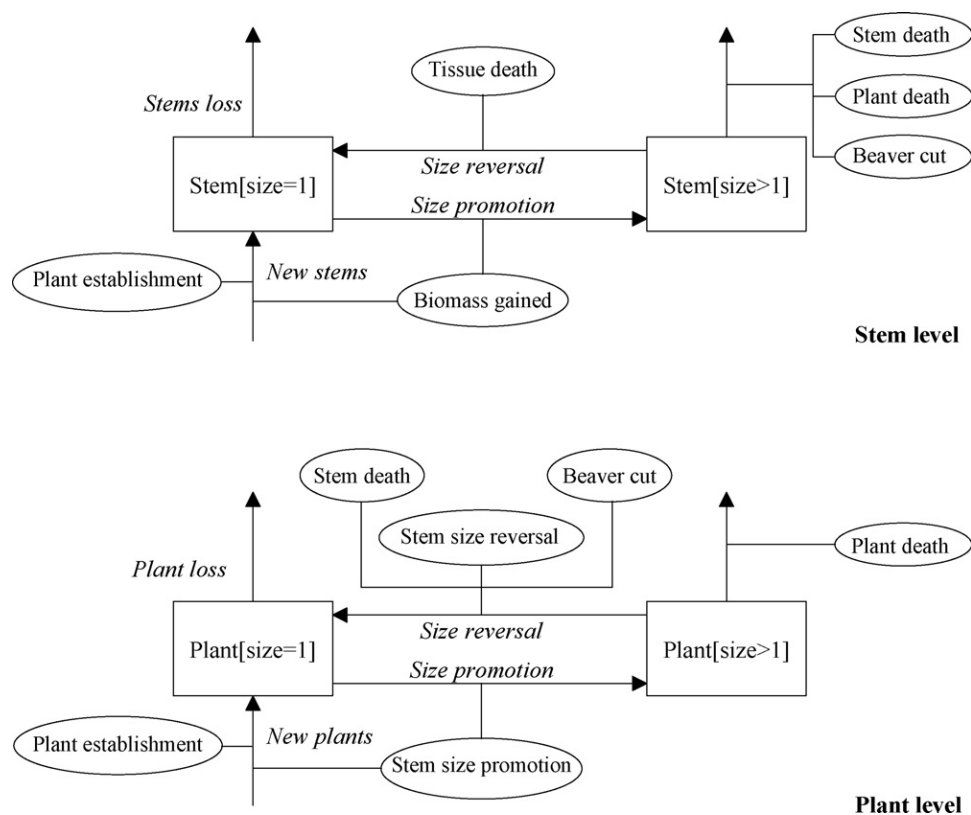 Stem death
Tissue death
Stems loss
Plant death
Beaver cut
Size reversal
Stem[size=1]
Stem[size>1]
Size promotion
Plant establishment
New stems
Biomass gained
Stem level
Stem death
Beaver cut
Stem size reversal
Plant death
Plant loss
Size reversal
Plant[size=1]
Plant[size>1]
Size promotion
Plant establishment
New plants
Stem size promotion
Plant level